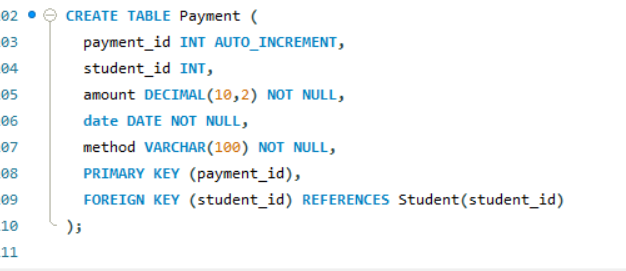 02 CREATE TABLE Payment (
03 payment_id INT AUTO_INCREMENT,
04 student_id INT,
05 amount DECIMAL(10,2) NOT NULL,
06 date DATE NOT NULL,
07 method VARCHAR(100) NOT NULL,
08 PRIMARY KEY (payment_id),
09 FOREIGN KEY (student_id) REFERENCES Student(student_id)
10 );
11